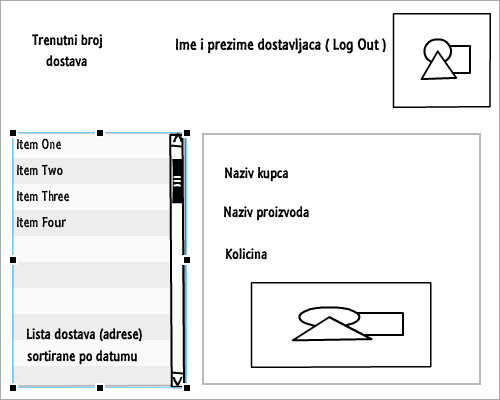 Trenutni broj
dostava
Ime i prezime dostavljaca ( Log Out )
Item One
Item Two
Item Three
Item Four
Lista dostava (adrese)
sortirane po datumu
Naziv kupca
Naziv proizvoda
Kolicina